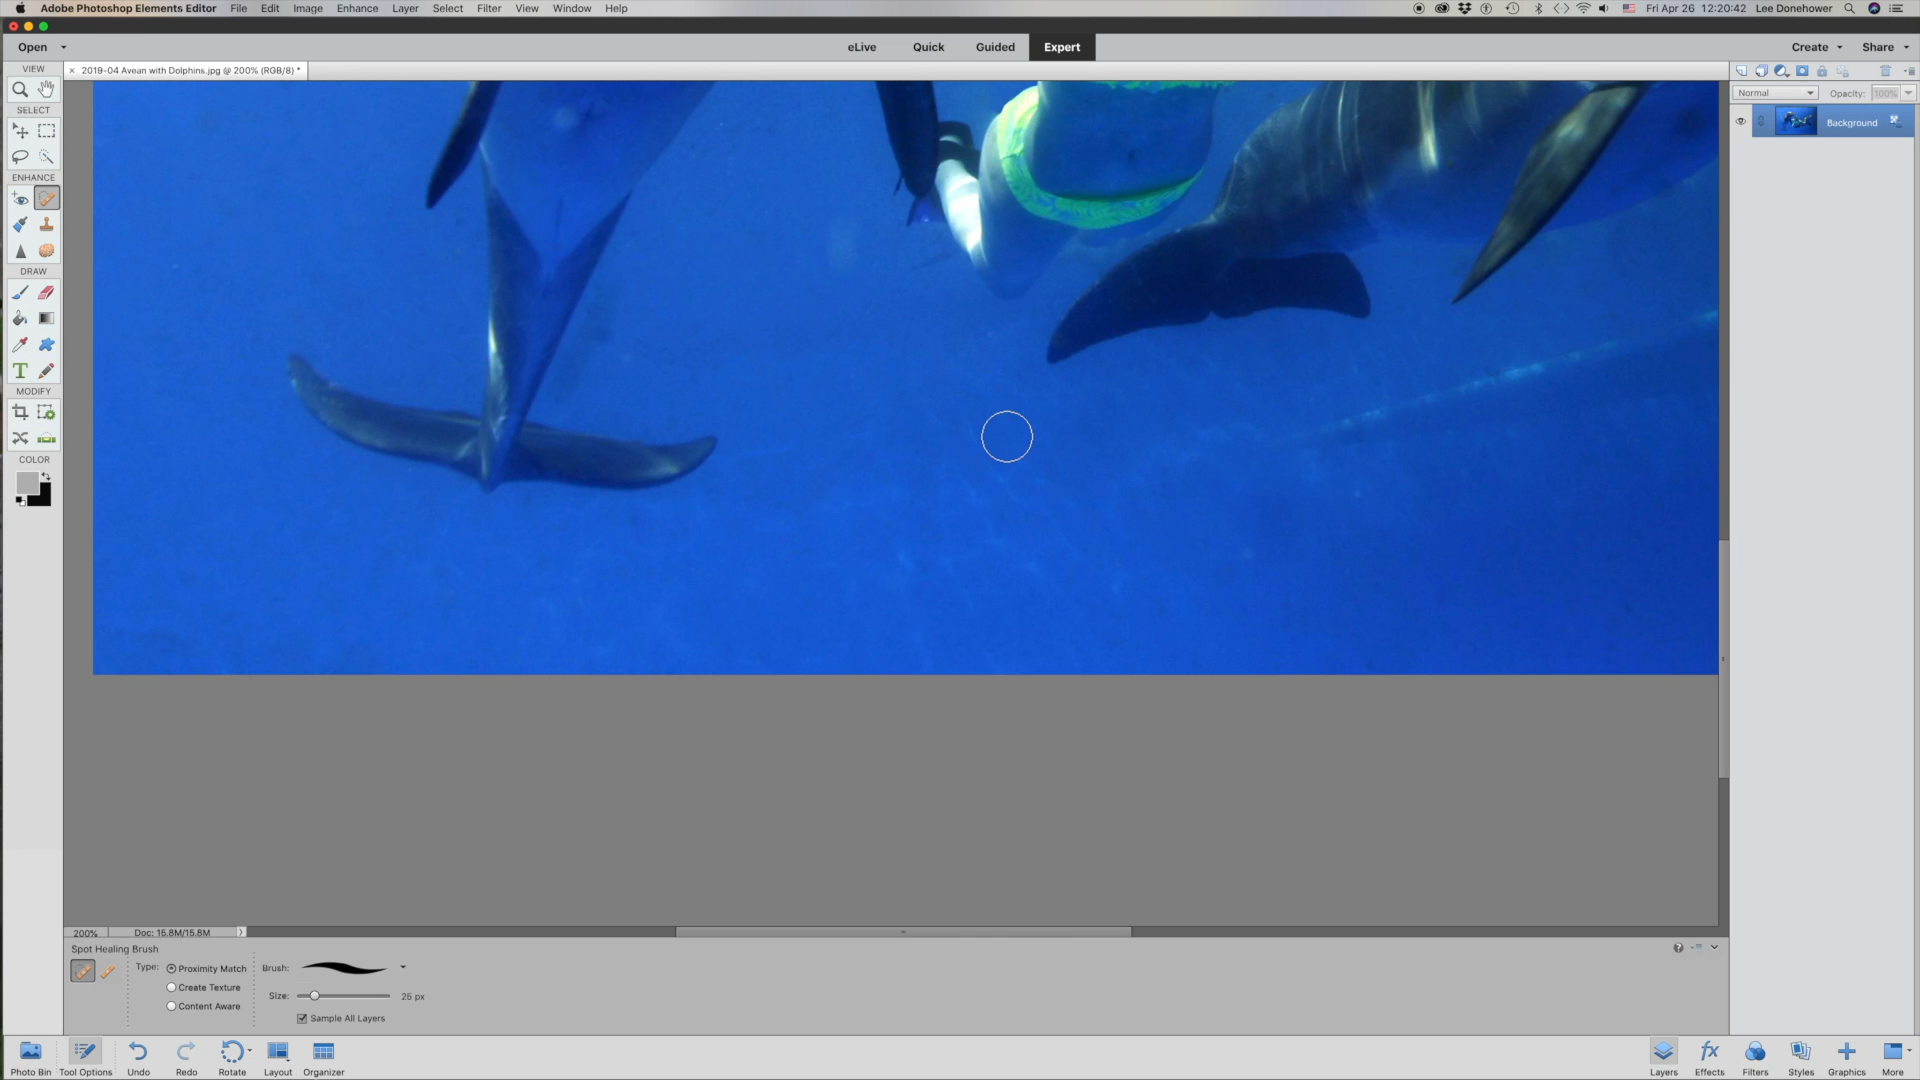 Adobe Photoshop Elements Editor File Edit Image Enhance Layer Select Filter View Window Help Fri Apr 26 12:20:42 Lee Donehower
Open eLive Quick Guided Expert Create Share
VIEW × 2019-04 Avean with Dolphins.jpg @ 200% (RGB/8) *
Normal Opacity: 100%
SELECT
Background
ENHANCE
DRAW
T
MODIFY
COLOR
200% Doc: 15.8M/15.8M
Spot Healing Brush
Type: Proximity Match Brush:
Create Texture
Size: 25 px
Content Aware
Sample All Layers
Photo Bin Tool Options Undo Redo Rotate Layout Organizer Layers Effects Filters Styles Graphics More